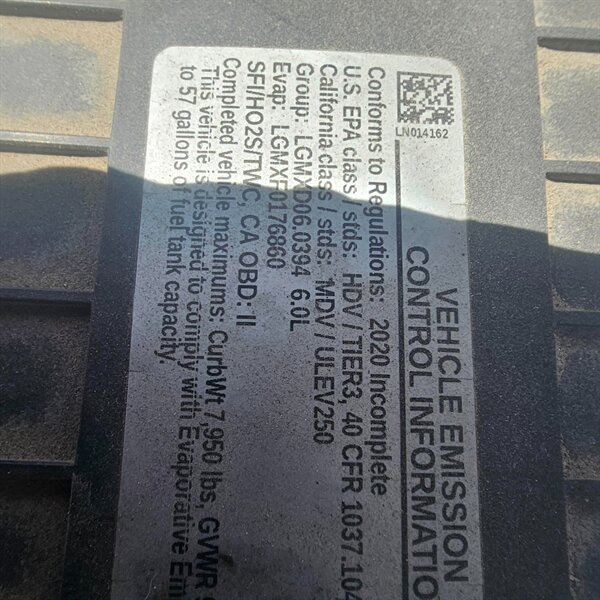 LN014162
VEHICLE EMISSION
CONTROL INFORMATIO
Conforms to Regulations: 2020 Incomplete
U.S. EPA class / stds: HDV / TIER3, 40 CFR 1037.104
California class / stds: MDV / ULEV250
Group: LGMXD06.0394 6.0L
Evap: LGMXF0176860
SFI/HO2S/TWC, CA OBD: II
Completed vehicle maximums: CurbWt 7,950 lbs, GVWR
This vehicle is designed to comply with Evaporative Emi
to 57 gallons of fuel tank capacity.